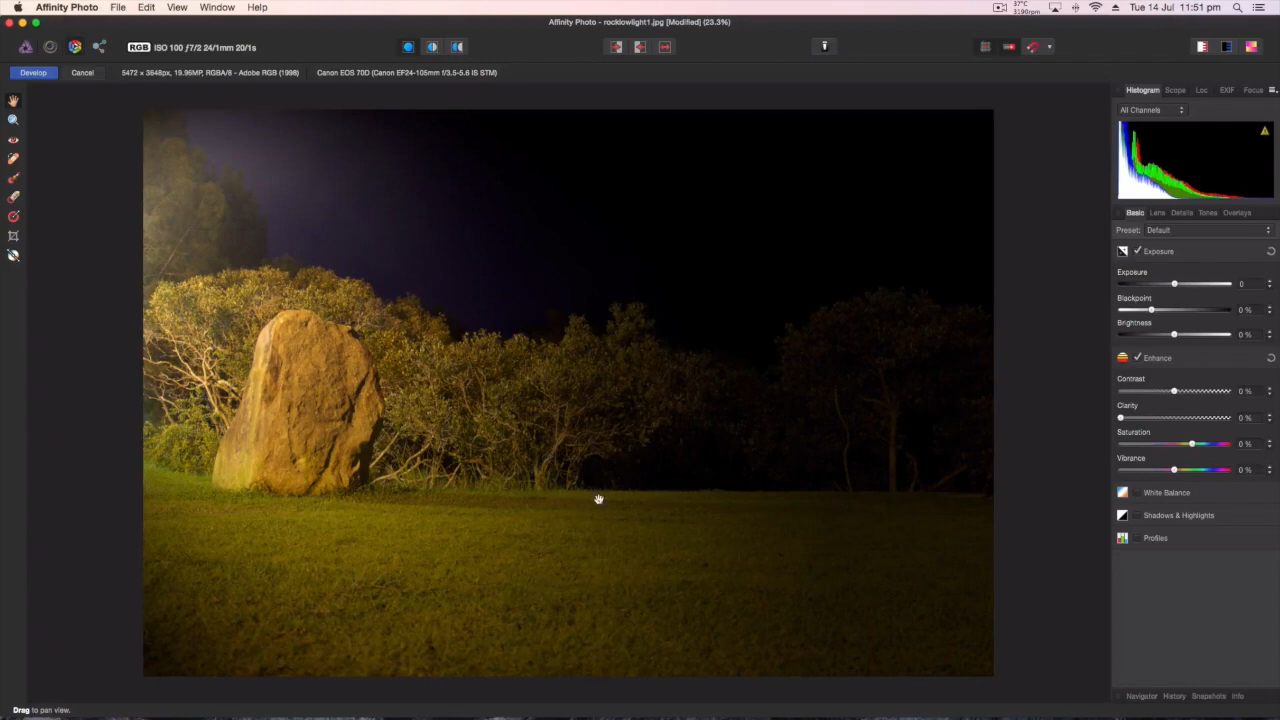 Affinity Photo File Edit View Window Help 37°C 3190rpm Tue 14 Jul 11:51 pm
Affinity Photo - rocklowlight1.jpg [Modified] (23.3%)
RGB ISO 100 ƒ/7.2 24/1mm 20/1s
Develop Cancel 5472 × 3648px, 19.96MP, RGBA/8 - Adobe RGB (1998) Canon EOS 70D (Canon EF24-105mm f/3.5-5.6 IS STM)
Histogram Scope Loc EXIF Focus
All Channels
Basic Lens Details Tones Overlays
Preset: Default
Exposure
Exposure
0
Blackpoint
0 %
Brightness
0 %
Enhance
Contrast
0 %
Clarity
0 %
Saturation
0 %
Vibrance
0 %
White Balance
Shadows & Highlights
Profiles
Navigator History Snapshots Info
Drag to pan view.